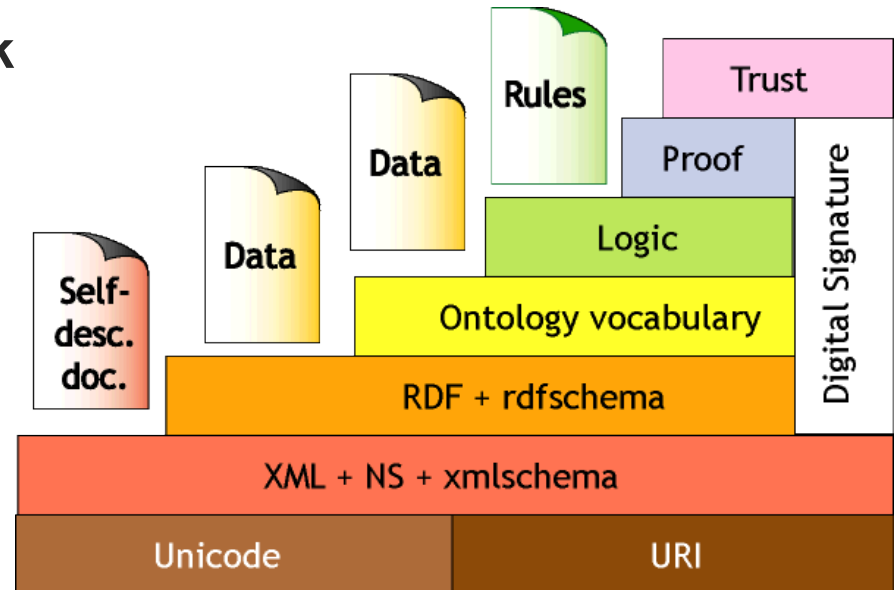 k
Rules
Trust
Data
Proof
Data
Logic
Digital Signature
Self-
desc.
doc.
Ontology vocabulary
RDF + rdfschema
XML + NS + xmlschema
Unicode
URI